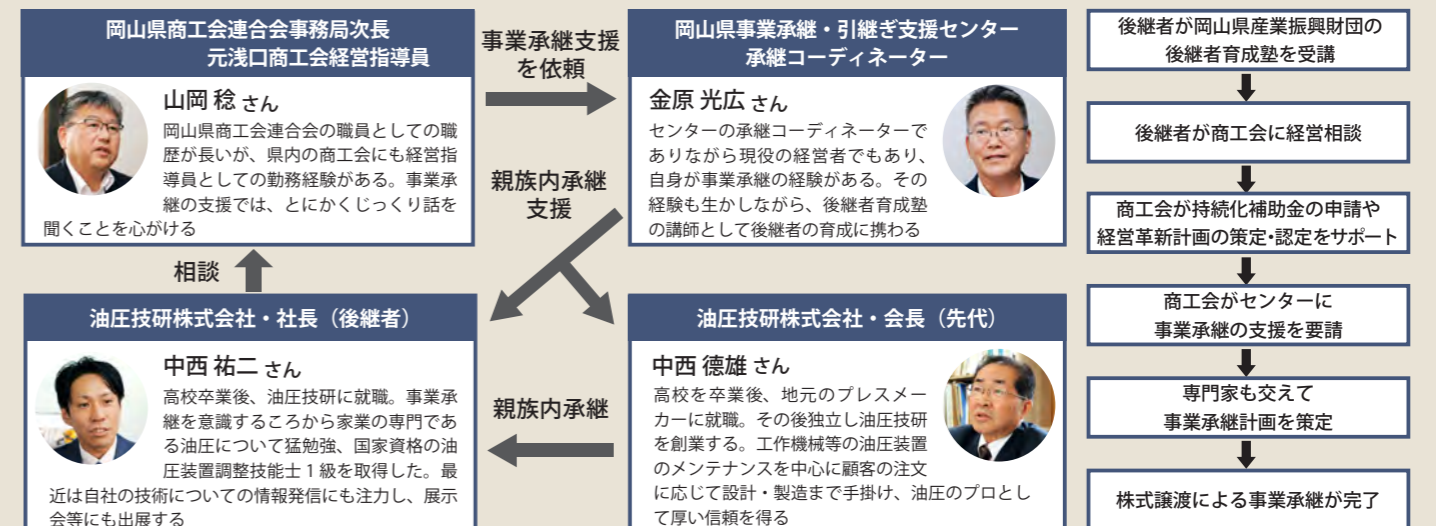 岡山県商工会連合会事務局次長
元浅口商工会経営指導員
山岡 稔 さん
岡山県商工会連合会の職員としての職
歴が長いが、県内の商工会にも経営指
導員としての勤務経験がある。事業承
継の支援では、とにかくじっくり話を
聞くことを心がける
事業承継支援
を依頼
岡山県事業承継・引継ぎ支援センター
承継コーディネーター
金原 光広 さん
センターの承継コーディネーターで
ありながら現役の経営者でもあり、
自身が事業承継の経験がある。その
経験も生かしながら、後継者育成塾
の講師として後継者の育成に携わる
親族内承継
支援
相談
油圧技研株式会社・社長（後継者）
中西 祐二 さん
高校卒業後、油圧技研に就職。事業承
継を意識するころから家業の専門であ
る油圧について猛勉強、国家資格の油
圧装置調整技能士１級を取得した。最
近は自社の技術についての情報発信にも注力し、展示
会等にも出展する
親族内承継
油圧技研株式会社・会長（先代）
中西 德雄 さん
高校を卒業後、地元のプレスメー
カーに就職。その後独立し油圧技研
を創業する。工作機械等の油圧装置
のメンテナンスを中心に顧客の注文
に応じて設計・製造まで手掛け、油圧のプロとし
て厚い信頼を得る
後継者が岡山県産業振興財団の
後継者育成塾を受講
後継者が商工会に経営相談
商工会が持続化補助金の申請や
経営革新計画の策定・認定をサポート
商工会がセンターに
事業承継の支援を要請
専門家も交えて
事業承継計画を策定
株式譲渡による事業承継が完了